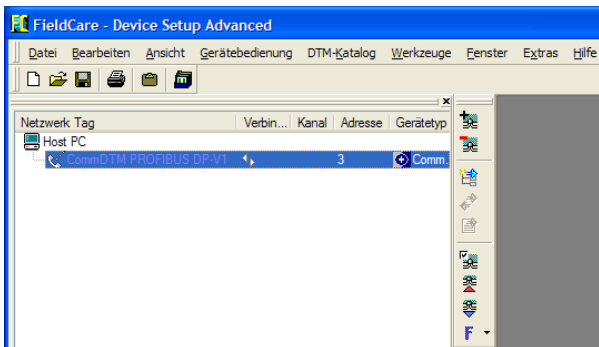 FieldCare - Device Setup Advanced
Datei Bearbeiten Ansicht Gerätebedienung DTM-Katalog Werkzeuge Fenster Extras Hilfe
Netzwerk Tag Verbin... Kanal Adresse Gerätetyp
Host PC
CommDTM PROFIBUS DP-V1 3 Comm.
F